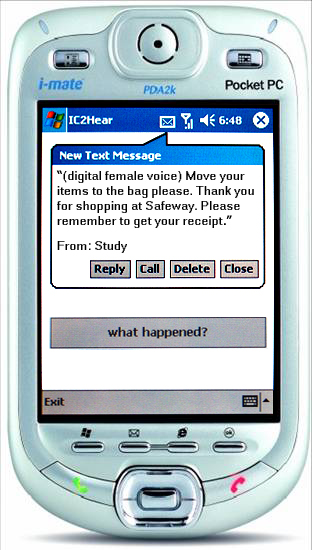 i-mate PDA2k Pocket PC
IC2Hear 6:48
New Text Message
"(digital female voice) Move your
items to the bag please. Thank you
for shopping at Safeway. Please
remember to get your receipt."
From: Study
Reply Call Delete Close
what happened?
Exit
ok